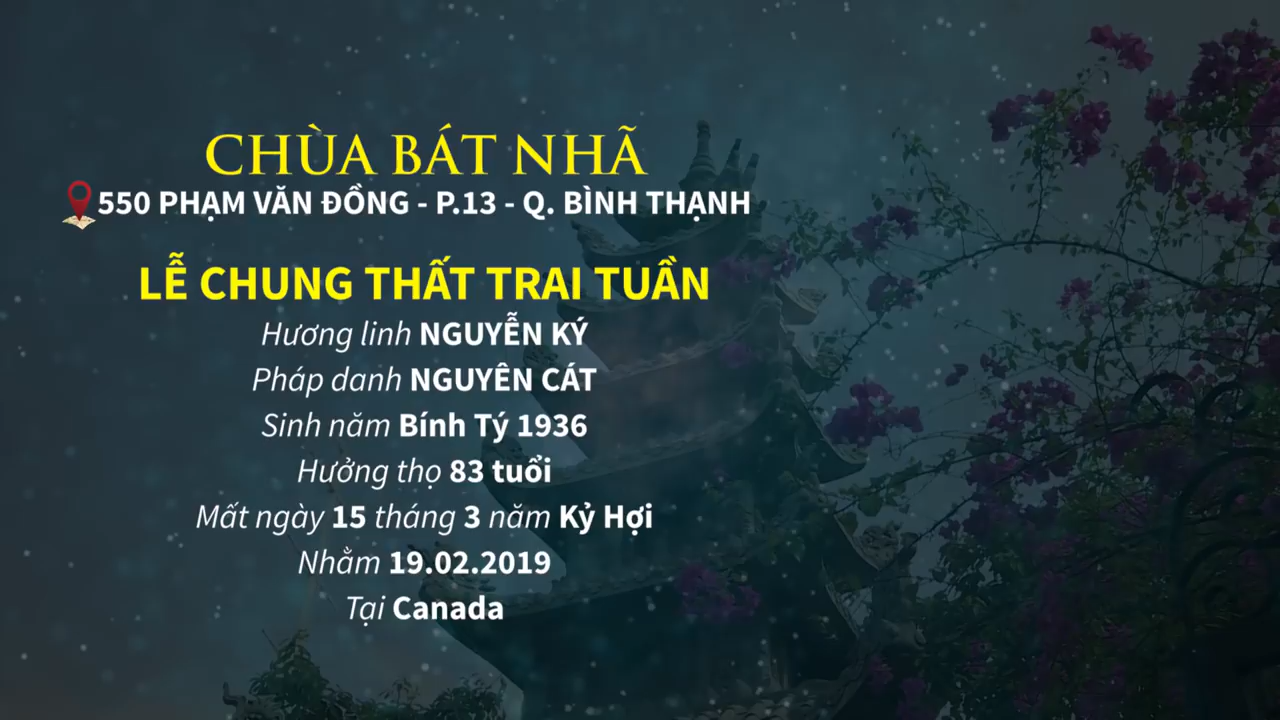 CHÙA BÁT NHÃ
550 PHẠM VĂN ĐỒNG - P.13 - Q. BÌNH THẠNH
LỄ CHUNG THẤT TRAI TUẦN
Hương linh NGUYỄN KÝ
Pháp danh NGUYÊN CÁT
Sinh năm Bính Tý 1936
Hưởng thọ 83 tuổi
Mất ngày 15 tháng 3 năm Kỷ Hợi
Nhằm 19.02.2019
Tại Canada